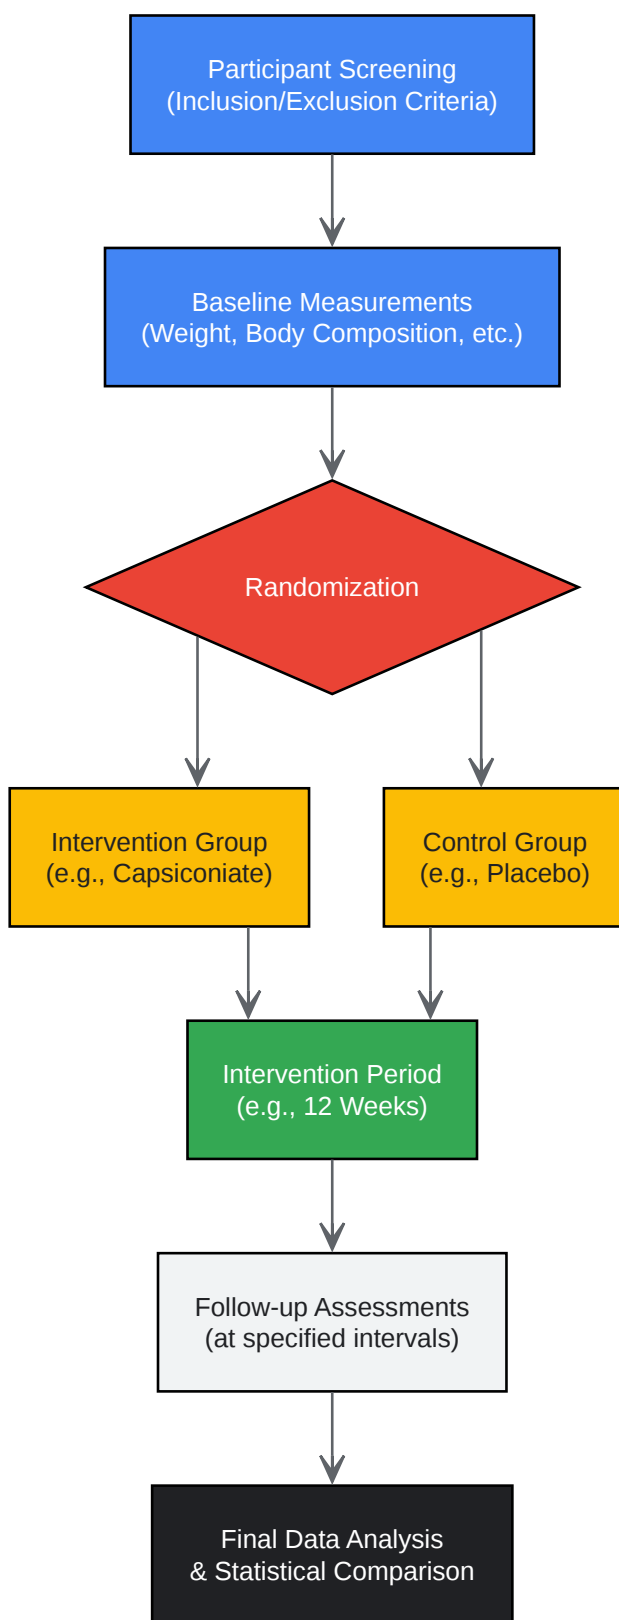 Participant Screening
(Inclusion/Exclusion Criteria)
Baseline Measurements
(Weight, Body Composition, etc.)
Randomization
Intervention Group
(e.g., Capsiconiate)
Control Group
(e.g., Placebo)
Intervention Period
(e.g., 12 Weeks)
Follow-up Assessments
(at specified intervals)
Final Data Analysis
& Statistical Comparison